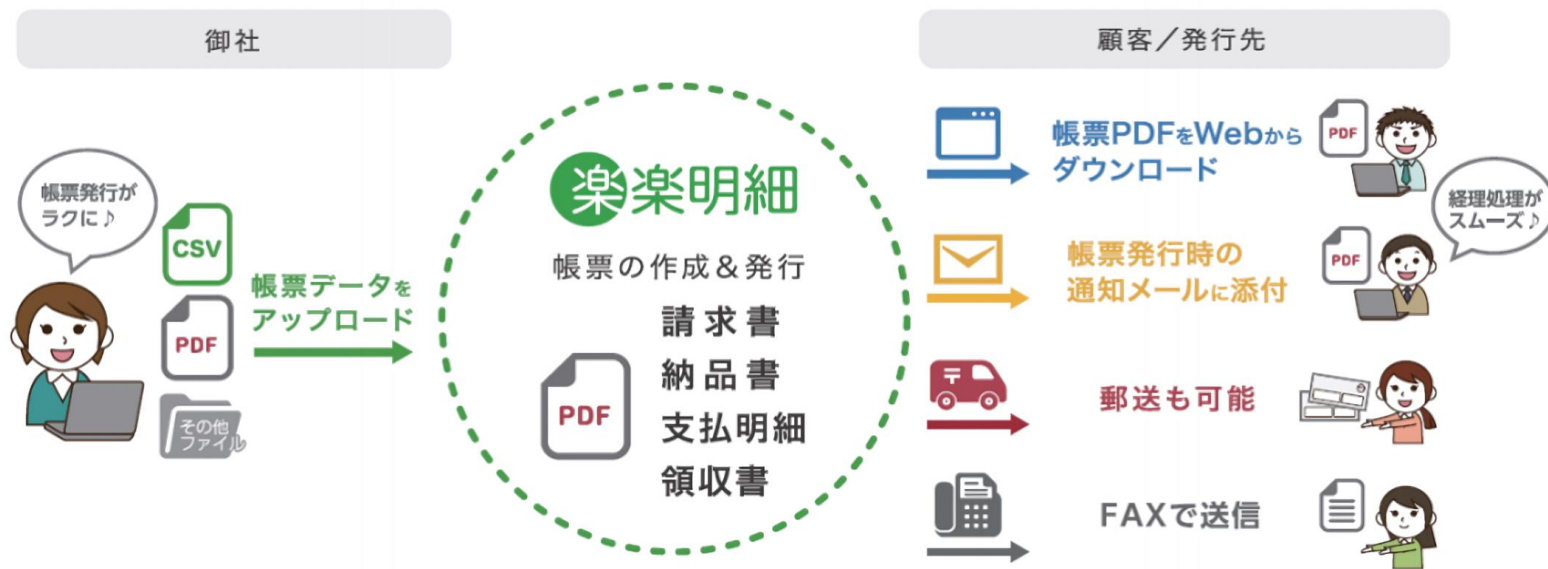 御社
帳票発行が
ラクに♪
CSV
PDF
その他
ファイル
帳票データを
アップロード
楽楽明細
帳票の作成&発行
PDF
請求書
納品書
支払明細
領収書
顧客／発行先
帳票PDFをWebから
ダウンロード
PDF
経理処理が
スムーズ♪
帳票発行時の
通知メールに添付
PDF
〒
郵送も可能
FAXで送信